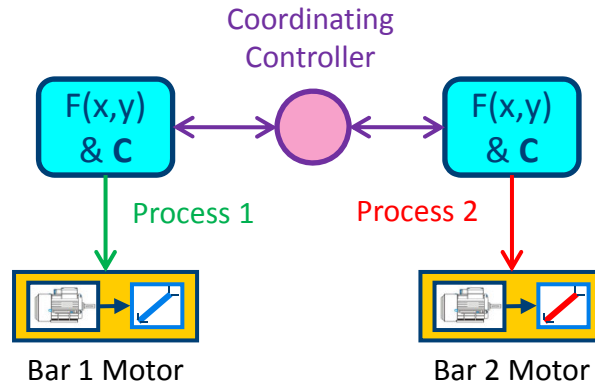 Coordinating
Controller
F(x,y)
& C
F(x,y)
& C
Process 1
Process 2
Bar 1 Motor
Bar 2 Motor